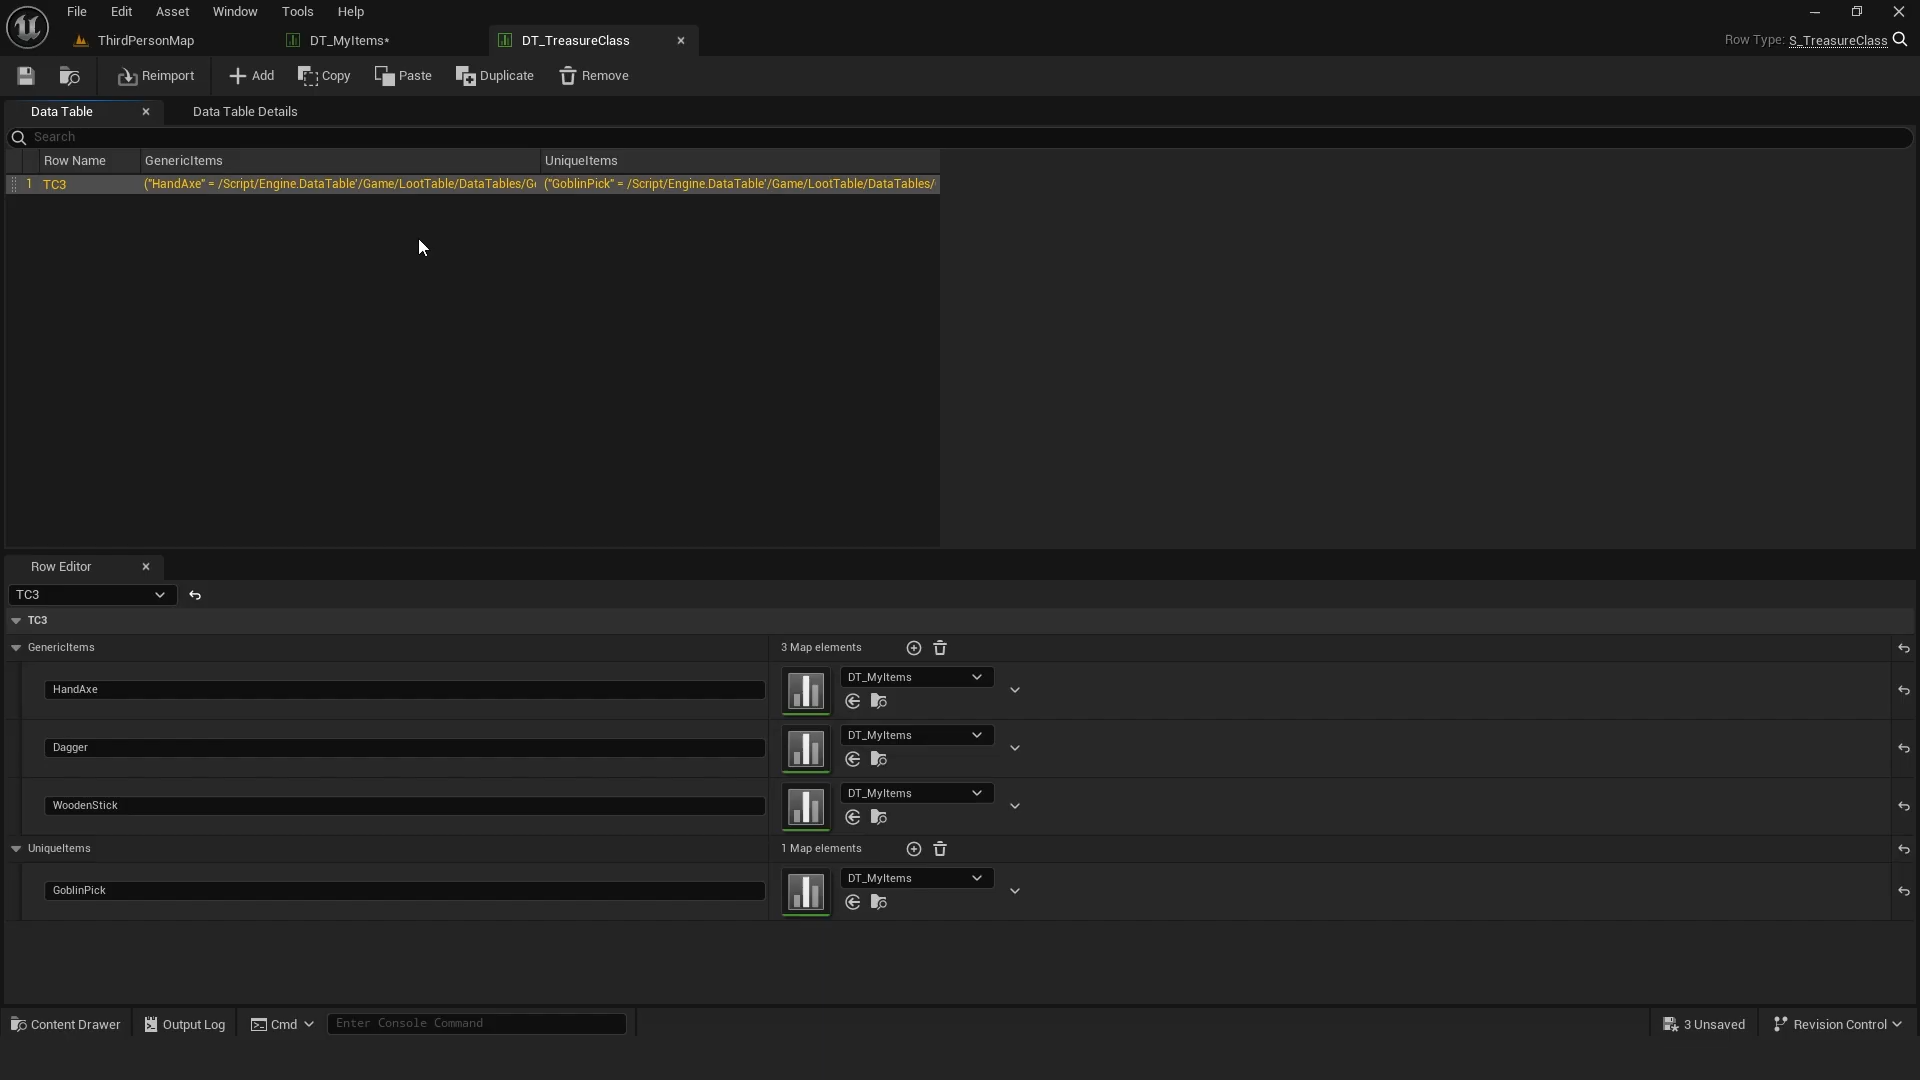 File Edit Asset Window Tools Help
ThirdPersonMap DT_MyItems* DT_TreasureClass Row Type: S_TreasureClass
Reimport Add Copy Paste Duplicate Remove
Data Table Data Table Details
Search
Row Name GenericItems UniqueItems
1 TC3 ("HandAxe" = /Script/Engine.DataTable'/Game/LootTable/DataTables/Ge ("GoblinPick" = /Script/Engine.DataTable'/Game/LootTable/DataTables/
Row Editor
TC3
TC3
GenericItems 3 Map elements
HandAxe DT_MyItems
Dagger DT_MyItems
WoodenStick DT_MyItems
UniqueItems 1 Map elements
GoblinPick DT_MyItems
Content Drawer Output Log Cmd Enter Console Command 3 Unsaved Revision Control